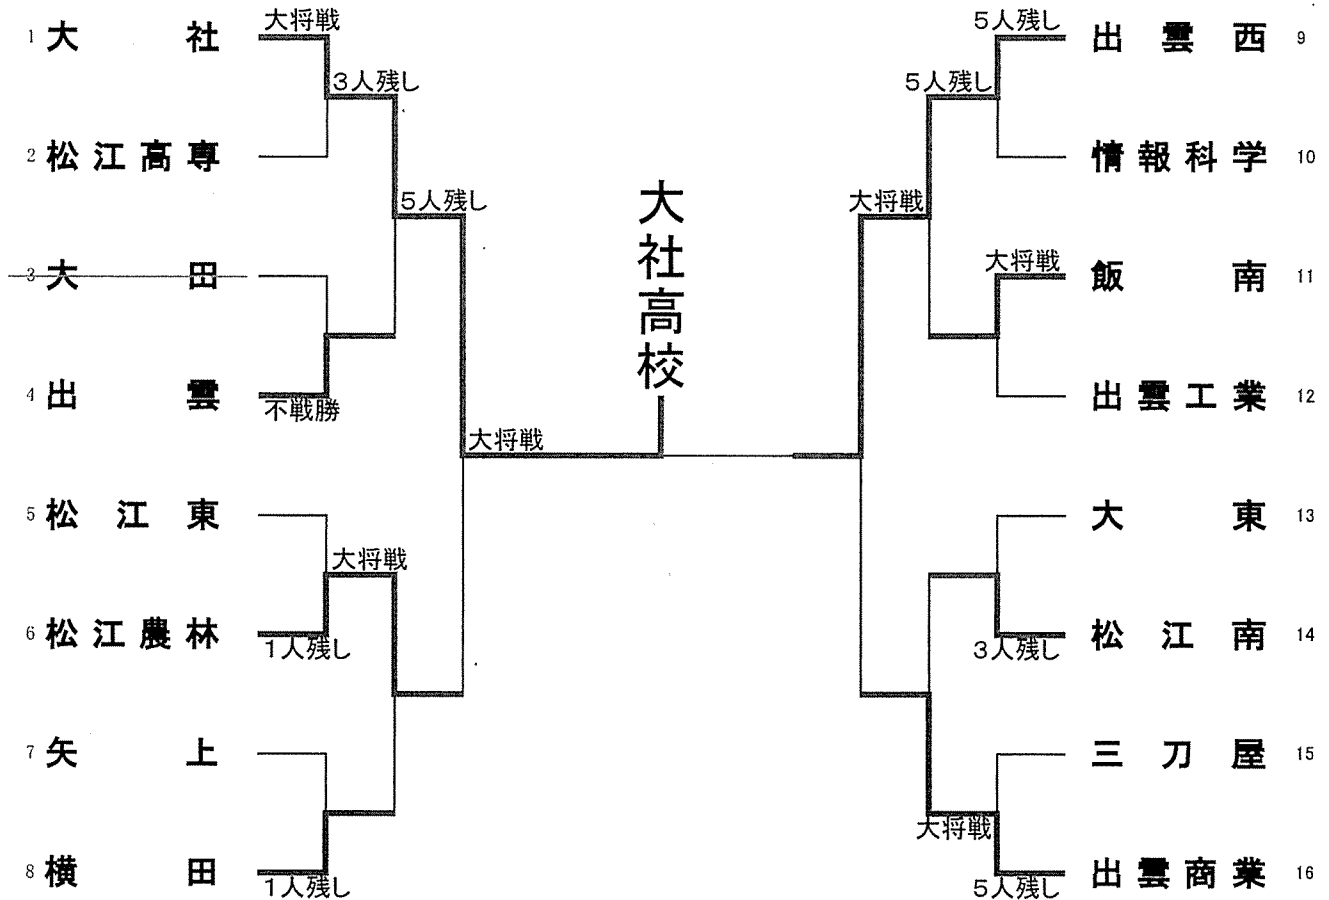 大将戦
1 大社
3人残し
2 松江高専
5人残し
3 大田
4 出雲
不戦勝
大将戦
5 松江東
大将戦
6 松江農林
1人残し
7 矢上
8 横田
1人残し
大社高校
5人残し
出雲西 9
5人残し
情報科学 10
大将戦
大将戦
飯南 11
出雲工業 12
大東 13
松江南 14
3人残し
三刀屋 15
大将戦
出雲商業 16
5人残し